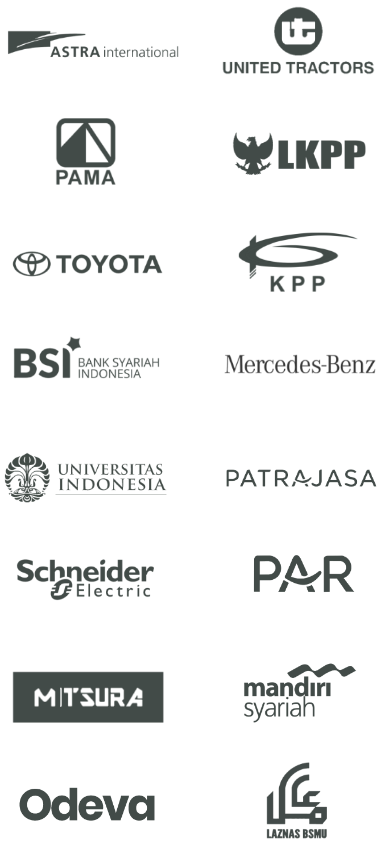 ASTRA international
UNITED TRACTORS
PAMA
LKPP
TOYOTA
KPP
BSI BANK SYARIAH
INDONESIA
Mercedes-Benz
UNIVERSITAS
INDONESIA
PATRAJASA
Schneider
Electric
PAR
MITSURA
mandiri
syariah
Odeva
LAZNAS BSMU